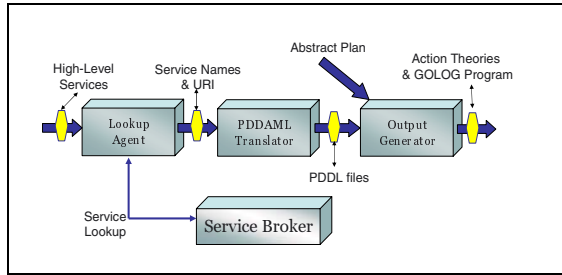 Abstract Plan
Action Theories
& GOLOG Program
High-Level
Services
Service Names
& URI
Lookup
Agent
PDDAML
Translator
Output
Generator
PDDL files
Service
Lookup
Service Broker